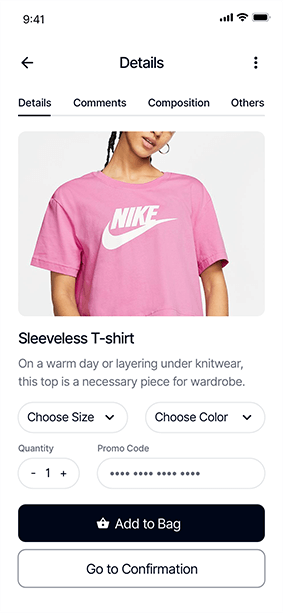 9:41
Details
Details Comments Composition Others
NIKE
Sleeveless T-shirt
On a warm day or layering under knitwear,
this top is a necessary piece for wardrobe.
Choose Size Choose Color
Quantity Promo Code
- 1 + •••• •••• •••• ••••
Add to Bag
Go to Confirmation